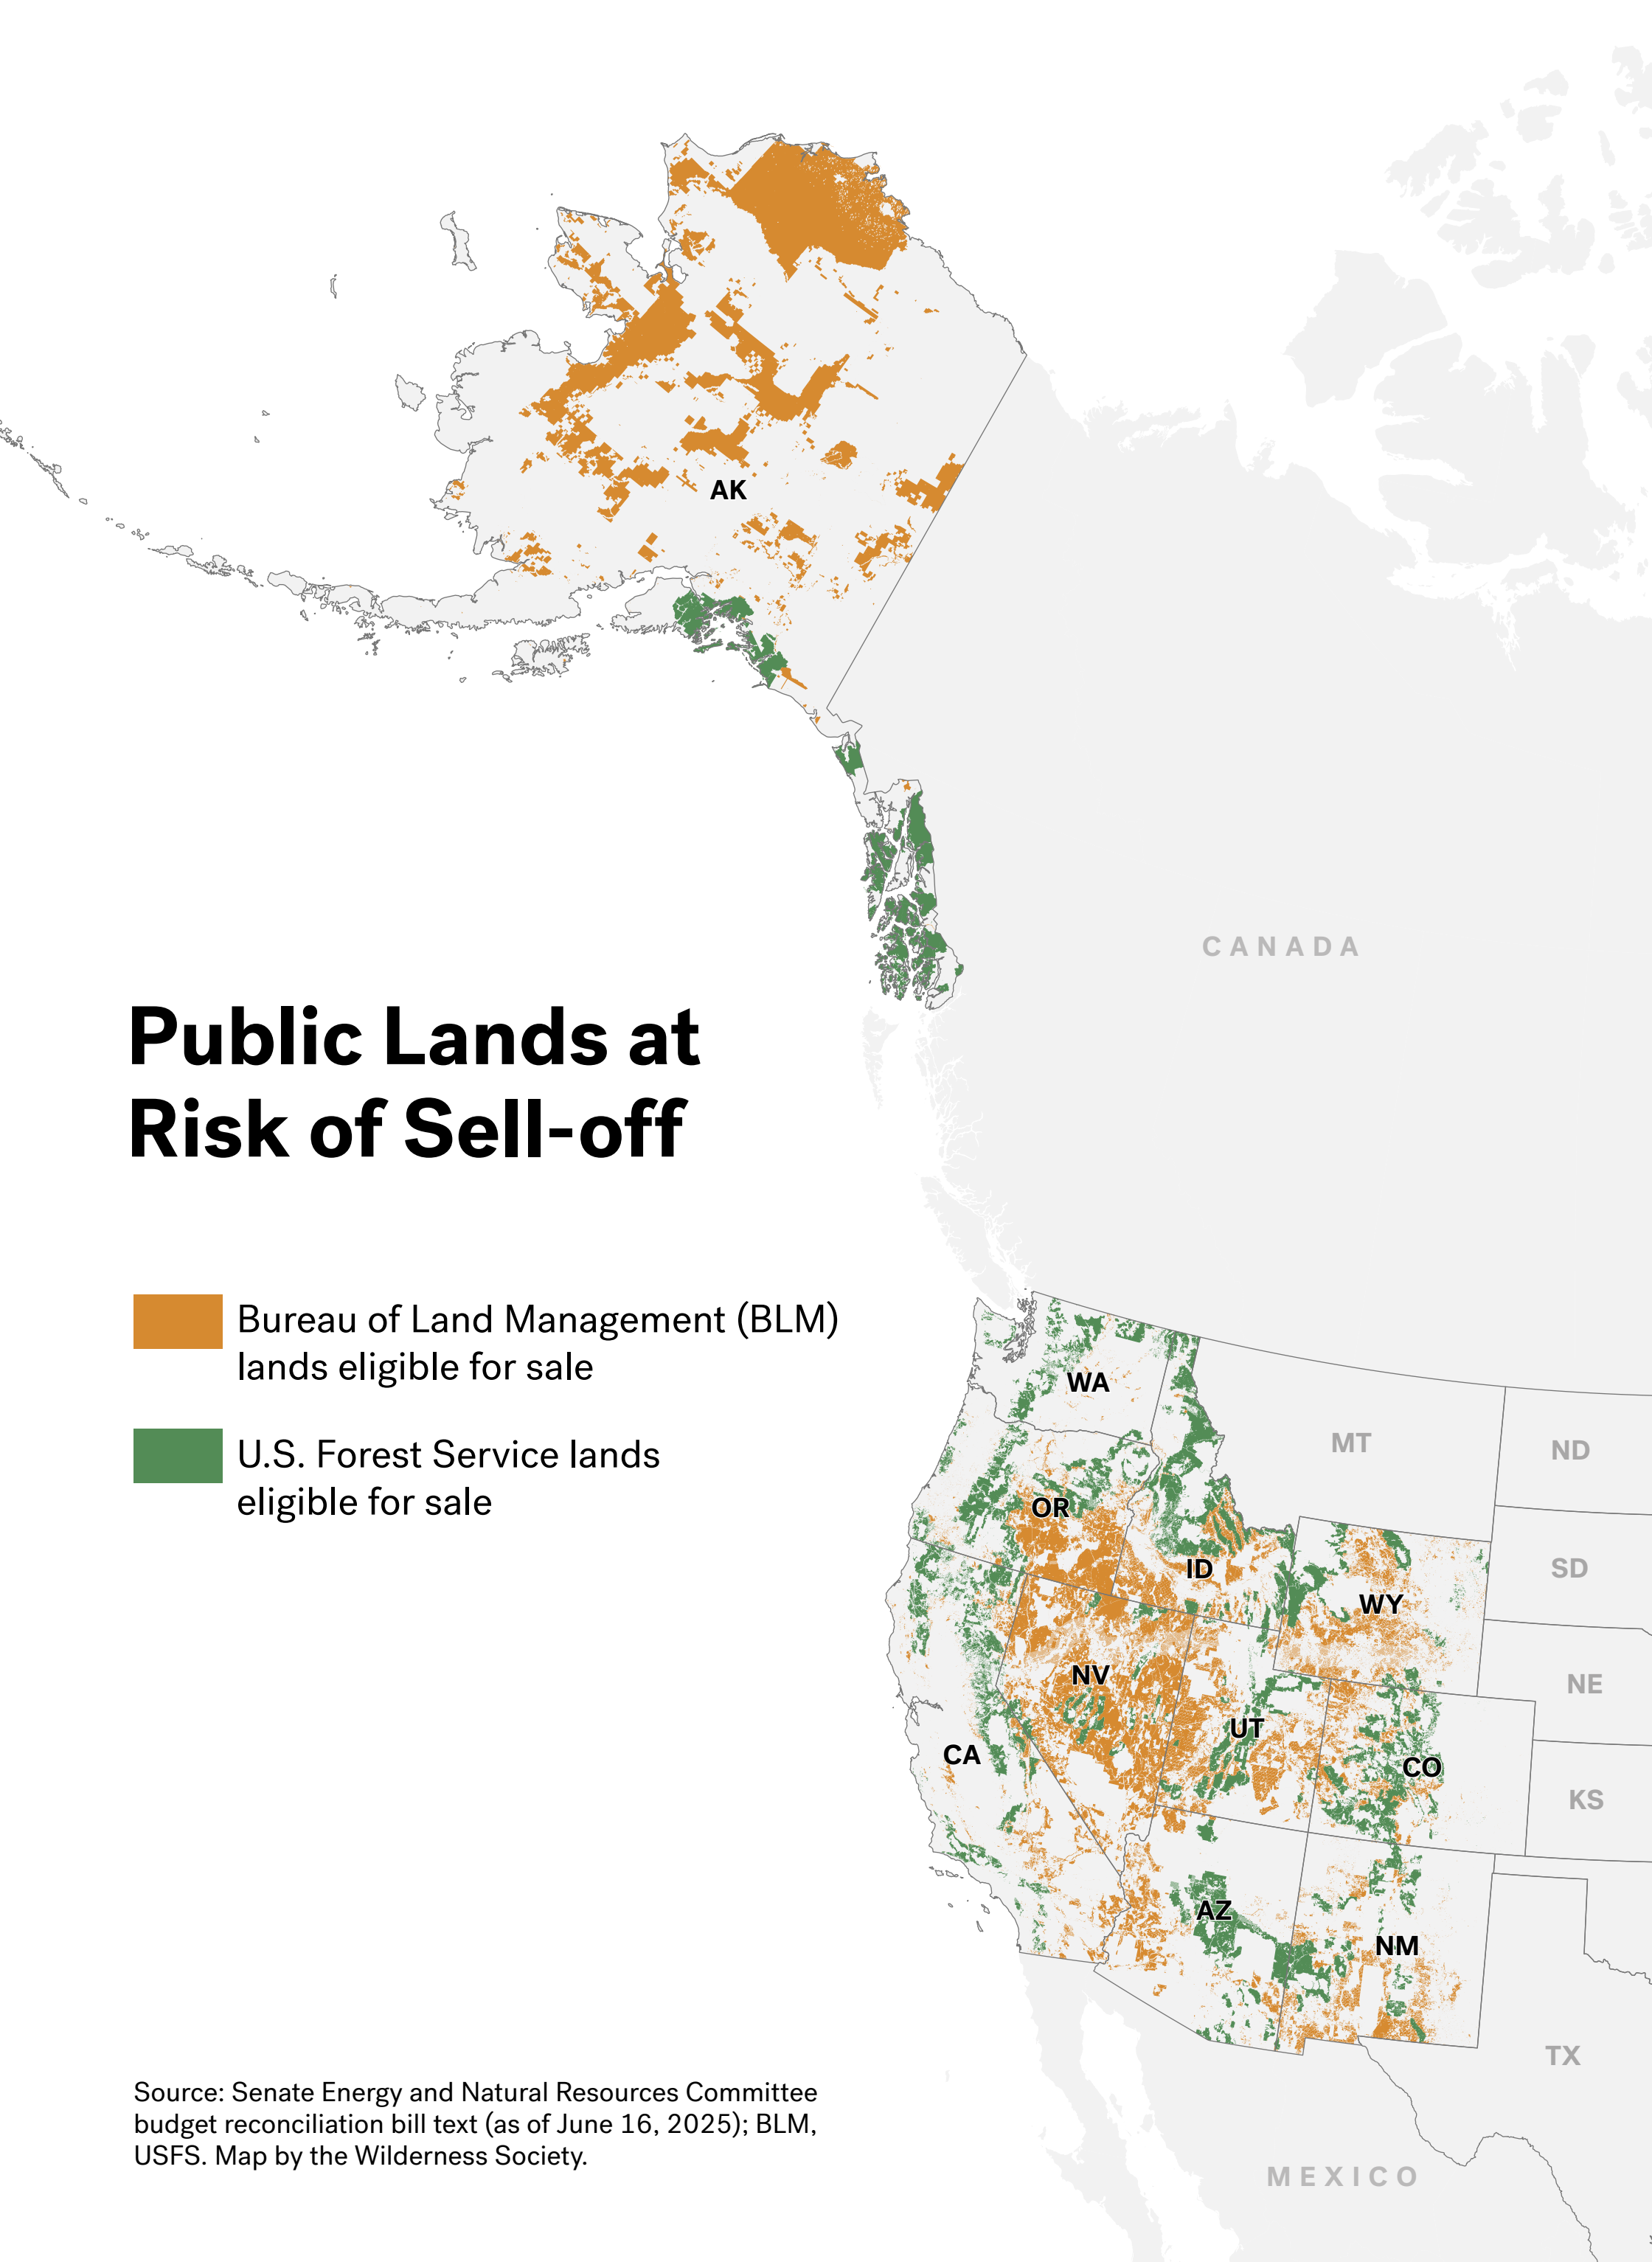 AK
CANADA
Public Lands at
Risk of Sell-off
Bureau of Land Management (BLM)
lands eligible for sale
U.S. Forest Service lands
eligible for sale
WA
MT
ND
OR
ID
SD
WY
NV
NE
UT
CA
CO
KS
AZ
NM
TX
MEXICO
Source: Senate Energy and Natural Resources Committee
budget reconciliation bill text (as of June 16, 2025); BLM,
USFS. Map by the Wilderness Society.